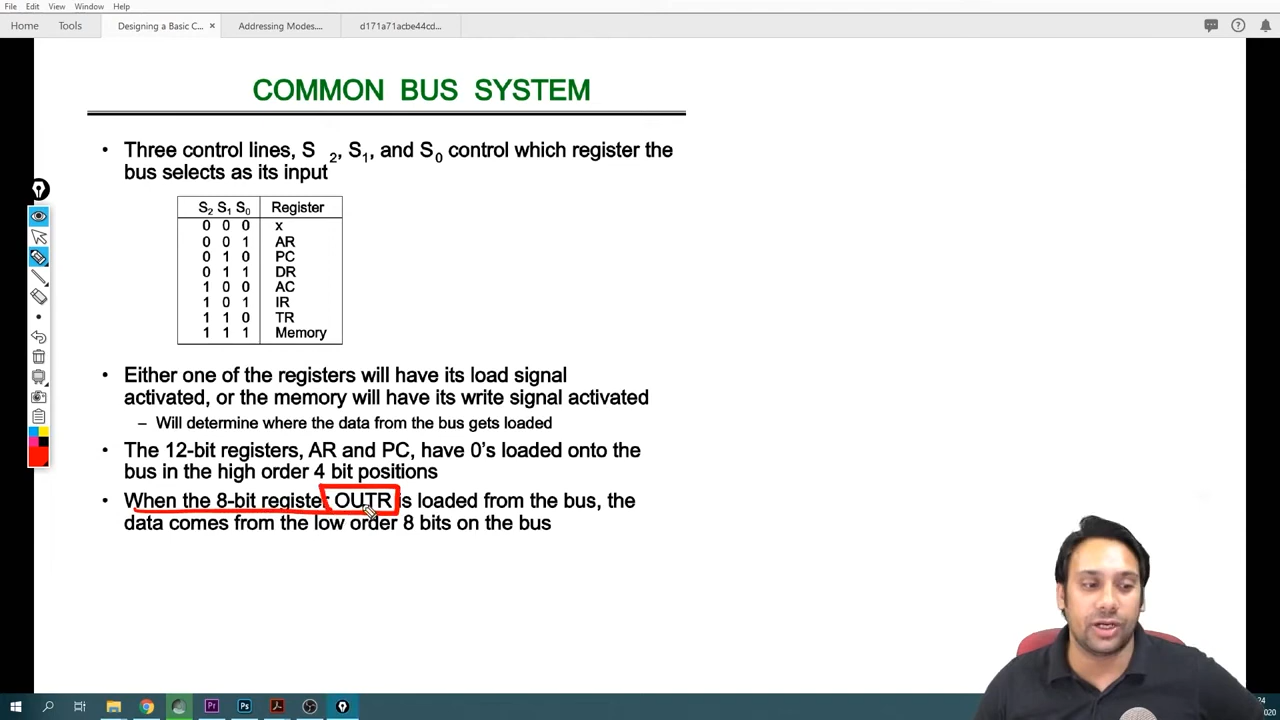 File Edit View Window Help
Home Tools Designing a Basic C... × Addressing Modes.... d171a71acbe44cd...
COMMON BUS SYSTEM
• Three control lines, S 2, S1, and S0 control which register the
bus selects as its input
S2 S1 S0 Register
0 0 0 x
0 0 1 AR
0 1 0 PC
0 1 1 DR
1 0 0 AC
1 0 1 IR
1 1 0 TR
1 1 1 Memory
• Either one of the registers will have its load signal
activated, or the memory will have its write signal activated
– Will determine where the data from the bus gets loaded
• The 12-bit registers, AR and PC, have 0's loaded onto the
bus in the high order 4 bit positions
• When the 8-bit register OUTR is loaded from the bus, the
data comes from the low order 8 bits on the bus
Pr Ps